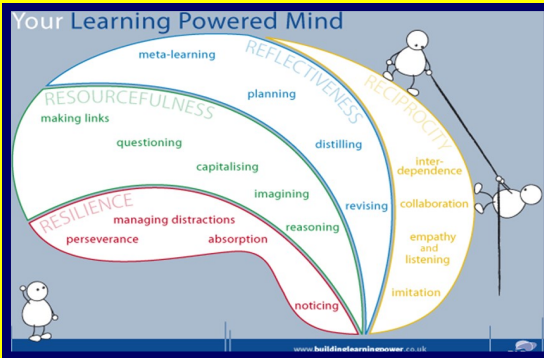 Your Learning Powered Mind
meta-learning
REFLECTIVENESS
planning
distilling
revising
RESOURCEFULNESS
making links
questioning
capitalising
imagining
reasoning
RESILIENCE
managing distractions
perseverance
absorption
noticing
RECIPROCITY
inter-
dependence
collaboration
empathy
and
listening
imitation
www.buildinglearningpower.co.uk